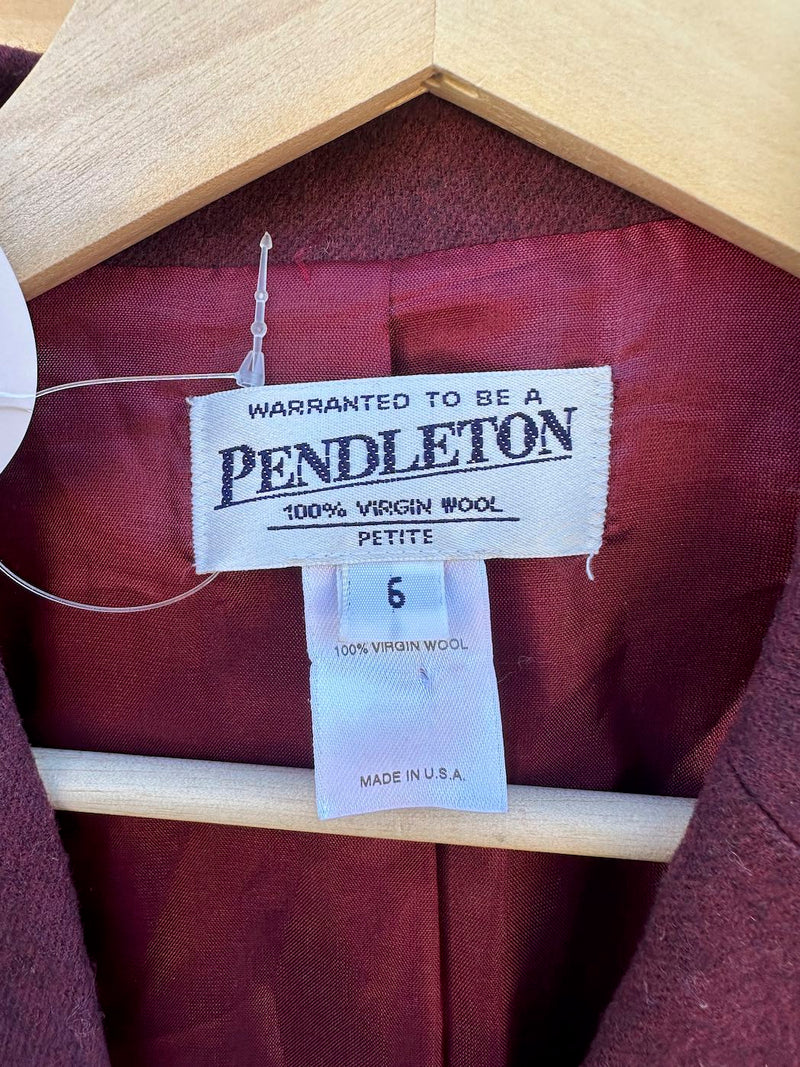 WARRANTED TO BE A
PENDLETON
100% VIRGIN WOOL
PETITE
6
100% VIRGIN WOOL
MADE IN U.S.A.